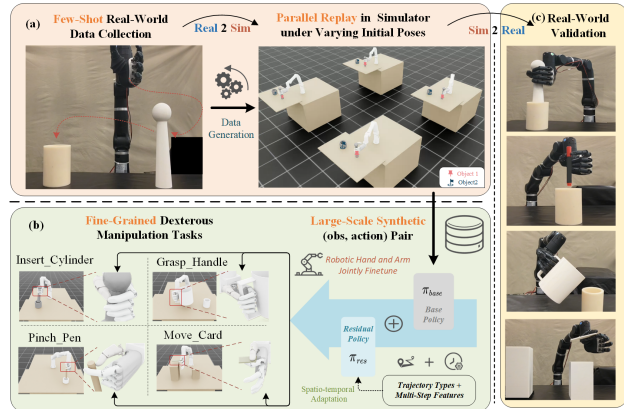 (a)
Few-Shot Real-World
Data Collection
Real 2 Sim
Parallel Replay in Simulator
under Varying Initial Poses
Sim 2 Real
(c) Real-World
Validation
Data
Generation
Object 1
Object2
(b)
Fine-Grained Dexterous
Manipulation Tasks
Large-Scale Synthetic
(obs, action) Pair
Insert_Cylinder
Grasp_Handle
Pinch_Pen
Move_Card
Robotic Hand and Arm
Jointly Finetune
πbase
Base
Policy
Residual
Policy
πres
Spatio-temporal
Adaptation
Trajectory Types +
Multi-Step Features